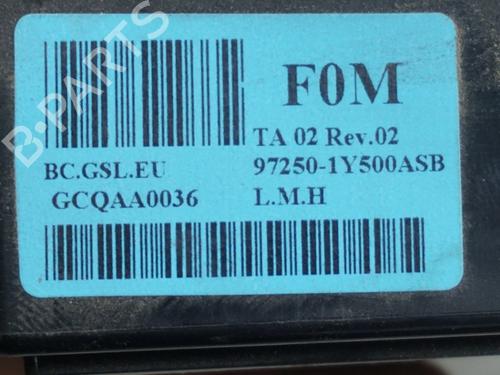 F0M
TA 02 Rev.02
BC.GSL.EU 97250-1Y500ASB
GCQAA0036 L.M.H
B-PARTS